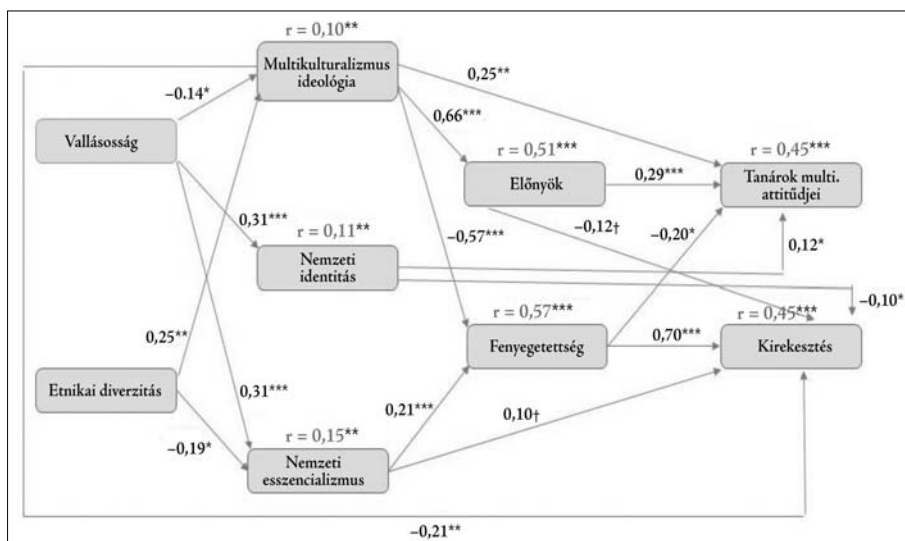 r = 0,10**
Multikulturalizmus
ideológia
0,25**
–0.14*
0,66***
Vallásosság
r = 0,51***
Előnyök
0,29***
r = 0,45***
Tanárok multi.
attitűdjei
0,31***
r = 0,11**
Nemzeti
identitás
–0,57***
–0,12†
–0,20*
0,12*
–0,10*
0,25**
r = 0,57***
Fenyegetettség
0,70***
r = 0,45***
Kirekesztés
Etnikai diverzitás
0,31***
0,21***
0,10†
–0,19*
r = 0,15**
Nemzeti
esszencializmus
–0,21**